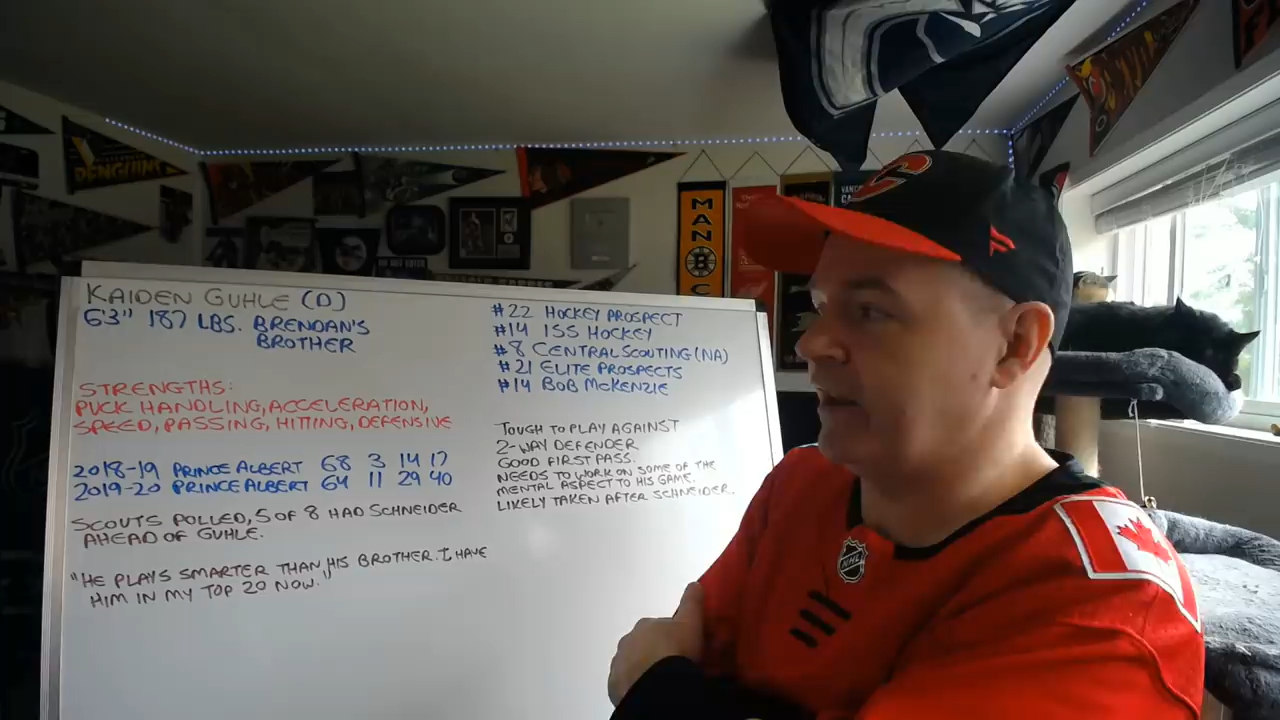 PENGUINS
MAN
C
VANC
CA
KAIDEN GUHLE (D)
6'3" 187 LBS. BRENDAN'S
BROTHER
STRENGTHS:
PUCK HANDLING, ACCELERATION,
SPEED, PASSING, HITTING, DEFENSIVE
2018-19 PRINCE ALBERT 68 3 14 17
2019-20 PRINCE ALBERT 64 11 29 40
SCOUTS POLLED, 5 OF 8 HAD SCHNEIDER
AHEAD OF GUHLE.
"HE PLAYS SMARTER THAN HIS BROTHER. I HAVE
HIM IN MY TOP 20 NOW."
#22 HOCKEY PROSPECT
#14 ISS HOCKEY
#8 CENTRAL SCOUTING (NA)
#21 ELITE PROSPECTS
#14 BOB McKENZIE
TOUGH TO PLAY AGAINST
2-WAY DEFENDER
GOOD FIRST PASS.
NEEDS TO WORK ON SOME OF THE
MENTAL ASPECT TO HIS GAME.
LIKELY TAKEN AFTER SCHNEIDER.
NHL